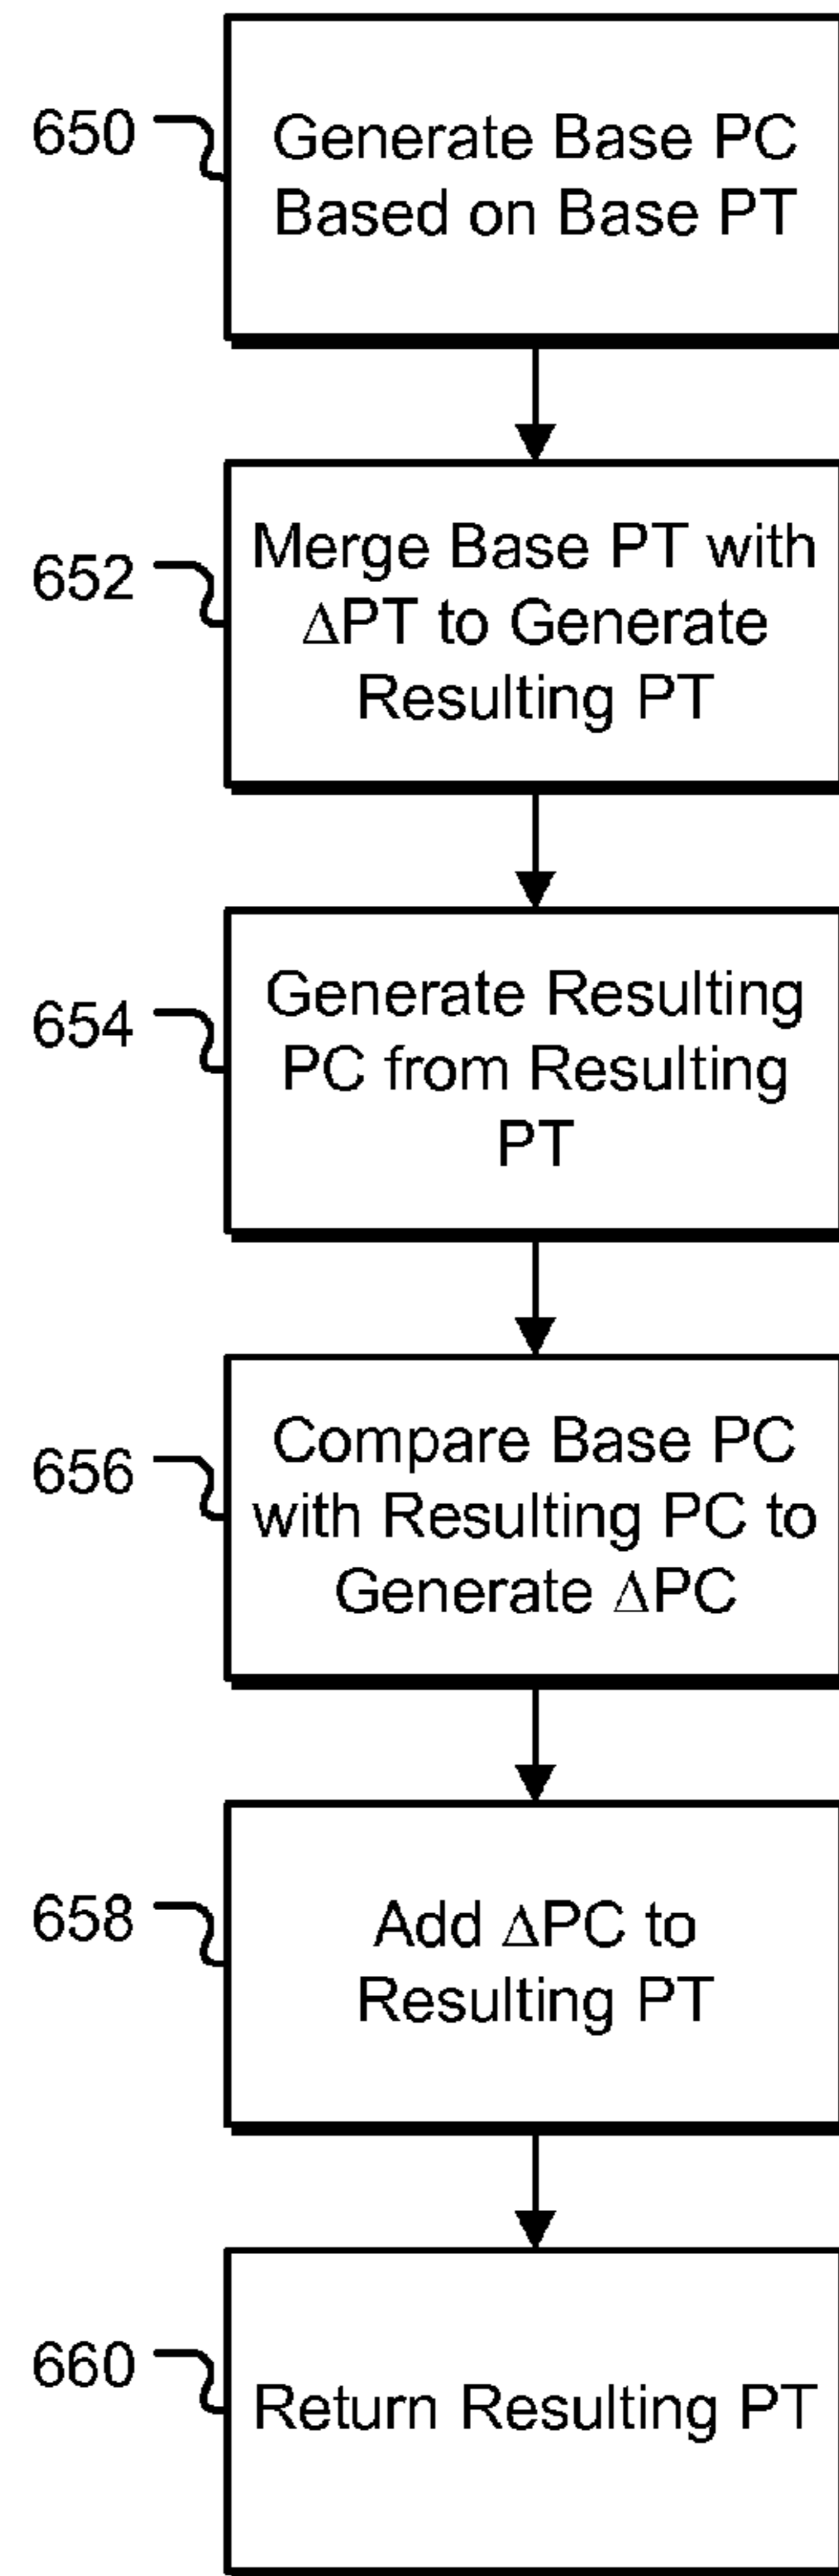 650
Generate Base PC
Based on Base PT
652
Merge Base PT with
ΔPT to Generate
Resulting PT
654
Generate Resulting
PC from Resulting
PT
656
Compare Base PC
with Resulting PC to
Generate ΔPC
658
Add ΔPC to
Resulting PT
660
Return Resulting PT